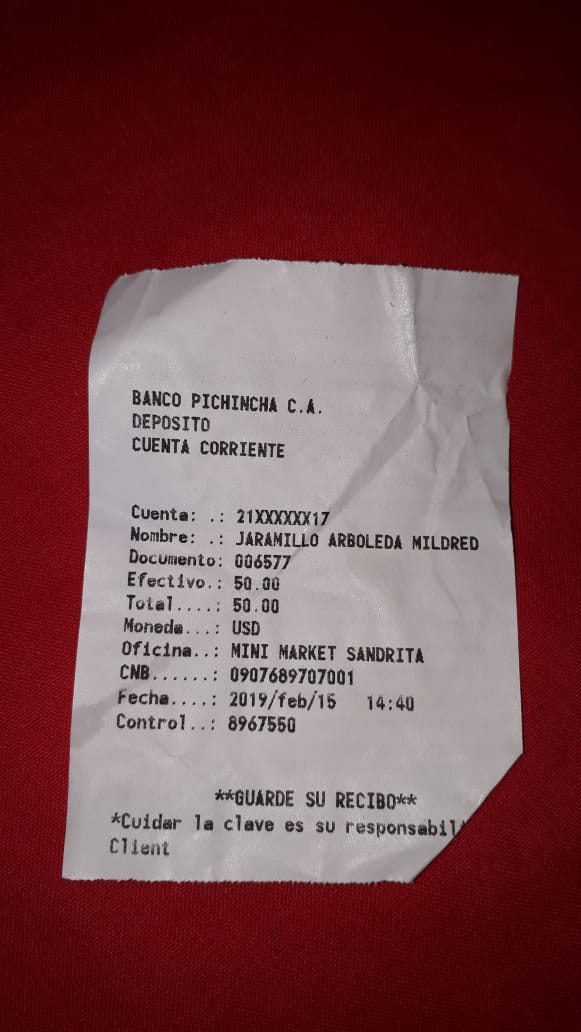 BANCO PICHINCHA C.A.
DEPOSITO
CUENTA CORRIENTE
Cuenta: .: 21XXXXXX17
Nombre: .: JARAMILLO ARBOLEDA MILDRED
Documento: 006577
Efectivo.: 50.00
Total....: 50.00
Moneda...: USD
Oficina..: MINI MARKET SANDRITA
CNB......: 0907689707001
Fecha....: 2019/feb/15 14:40
Control..: 8967550
**GUARDE SU RECIBO**
*Cuidar la clave es su
Client